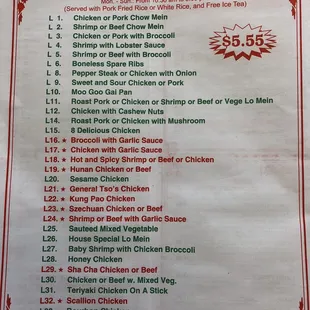 Mon. - Sun.
(Served with Pork Fried Rice or White Rice, and Free Ice Tea)
$5.55
L 1. Chicken or Pork Chow Mein
L 2. Shrimp or Beef Chow Mein
L 3. Chicken or Pork with Broccoli
L 4. Shrimp with Lobster Sauce
L 5. Shrimp or Beef with Broccoli
L 6. Boneless Spare Ribs
L 8. Pepper Steak or Chicken with Onion
L 9. Sweet and Sour Chicken or Pork
L10. Moo Goo Gai Pan
L11. Roast Pork or Chicken or Shrimp or Beef or Vege Lo Mein
L12. Chicken with Cashew Nuts
L14. Roast Pork or Chicken with Mushroom
L15. 8 Delicious Chicken
L16. ★ Broccoli with Garlic Sauce
L17. ★ Chicken with Garlic Sauce
L18. ★ Hot and Spicy Shrimp or Beef or Chicken
L19. ★ Hunan Chicken or Beef
L20. Sesame Chicken
L21. ★ General Tso's Chicken
L22. ★ Kung Pao Chicken
L23. ★ Szechuan Chicken or Beef
L24. ★ Shrimp or Beef with Garlic Sauce
L25. Sauteed Mixed Vegetable
L26. House Special Lo Mein
L27. Baby Shrimp with Chicken Broccoli
L28. Honey Chicken
L29. ★ Sha Cha Chicken or Beef
L30. Chicken or Beef w. Mixed Veg.
L31. Teriyaki Chicken On A Stick
L32. ★ Scallion Chicken